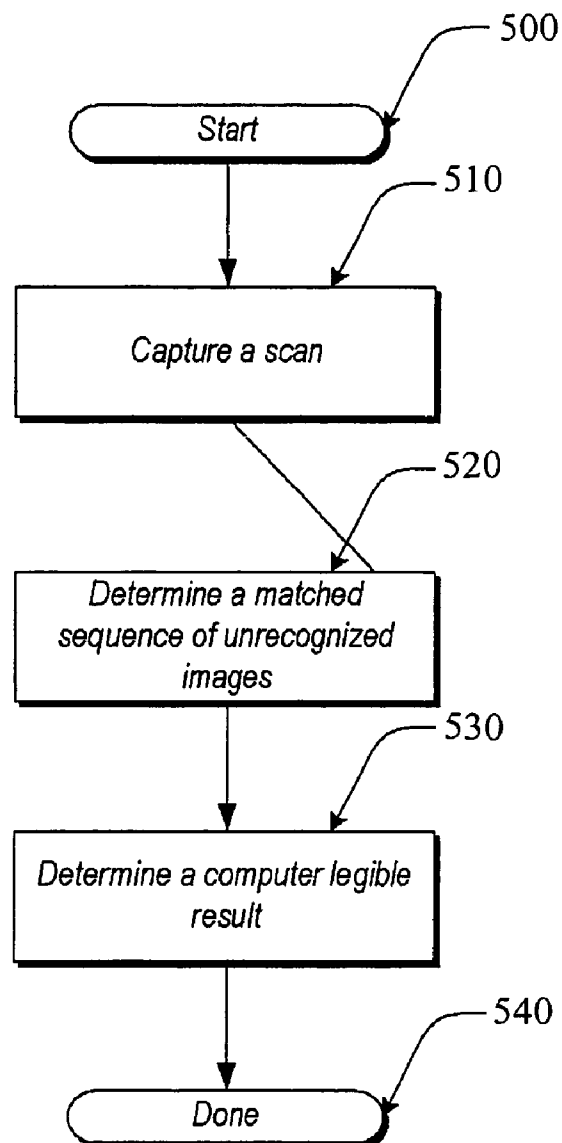 500
Start
510
Capture a scan
520
Determine a matched
sequence of unrecognized
images
530
Determine a computer legible
result
540
Done